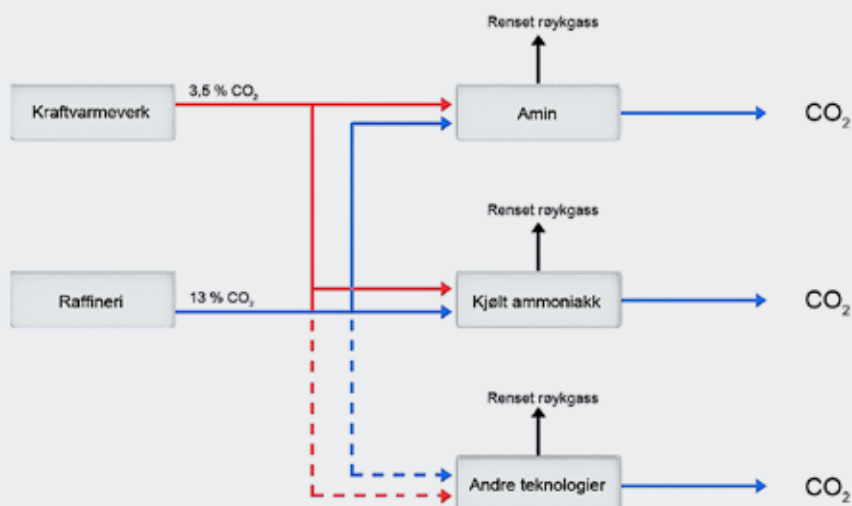 Renset røykgass
3,5 % CO₂
Kraftvarmeverk
Amin
CO₂
Renset røykgass
13 % CO₂
Raffineri
Kjølt ammoniakk
CO₂
Renset røykgass
Andre teknologier
CO₂